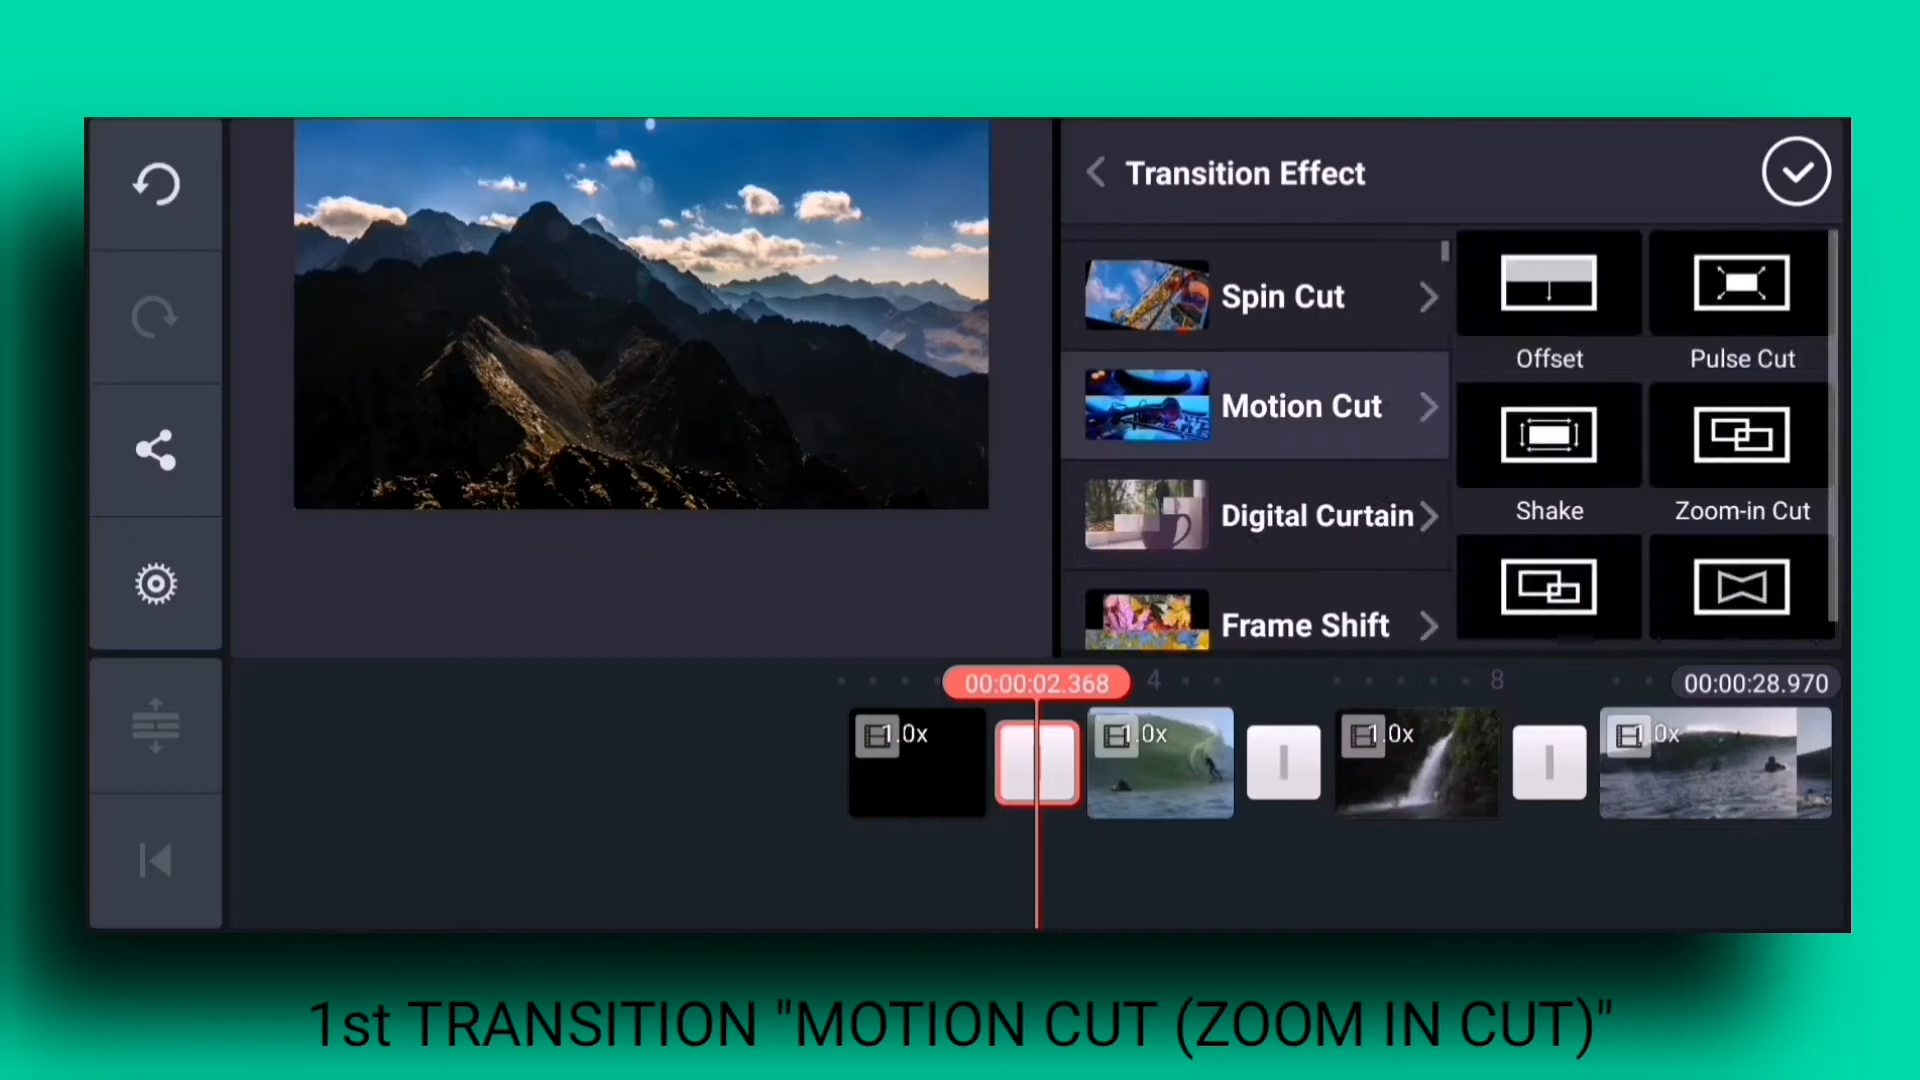 Transition Effect
Spin Cut
Motion Cut
Digital Curtain
Frame Shift
Offset
Pulse Cut
Shake
Zoom-in Cut
00:00:02.368
4
8
00:00:28.970
1.0x
1.0x
1.0x
1.0x
1st TRANSITION "MOTION CUT (ZOOM IN CUT)"